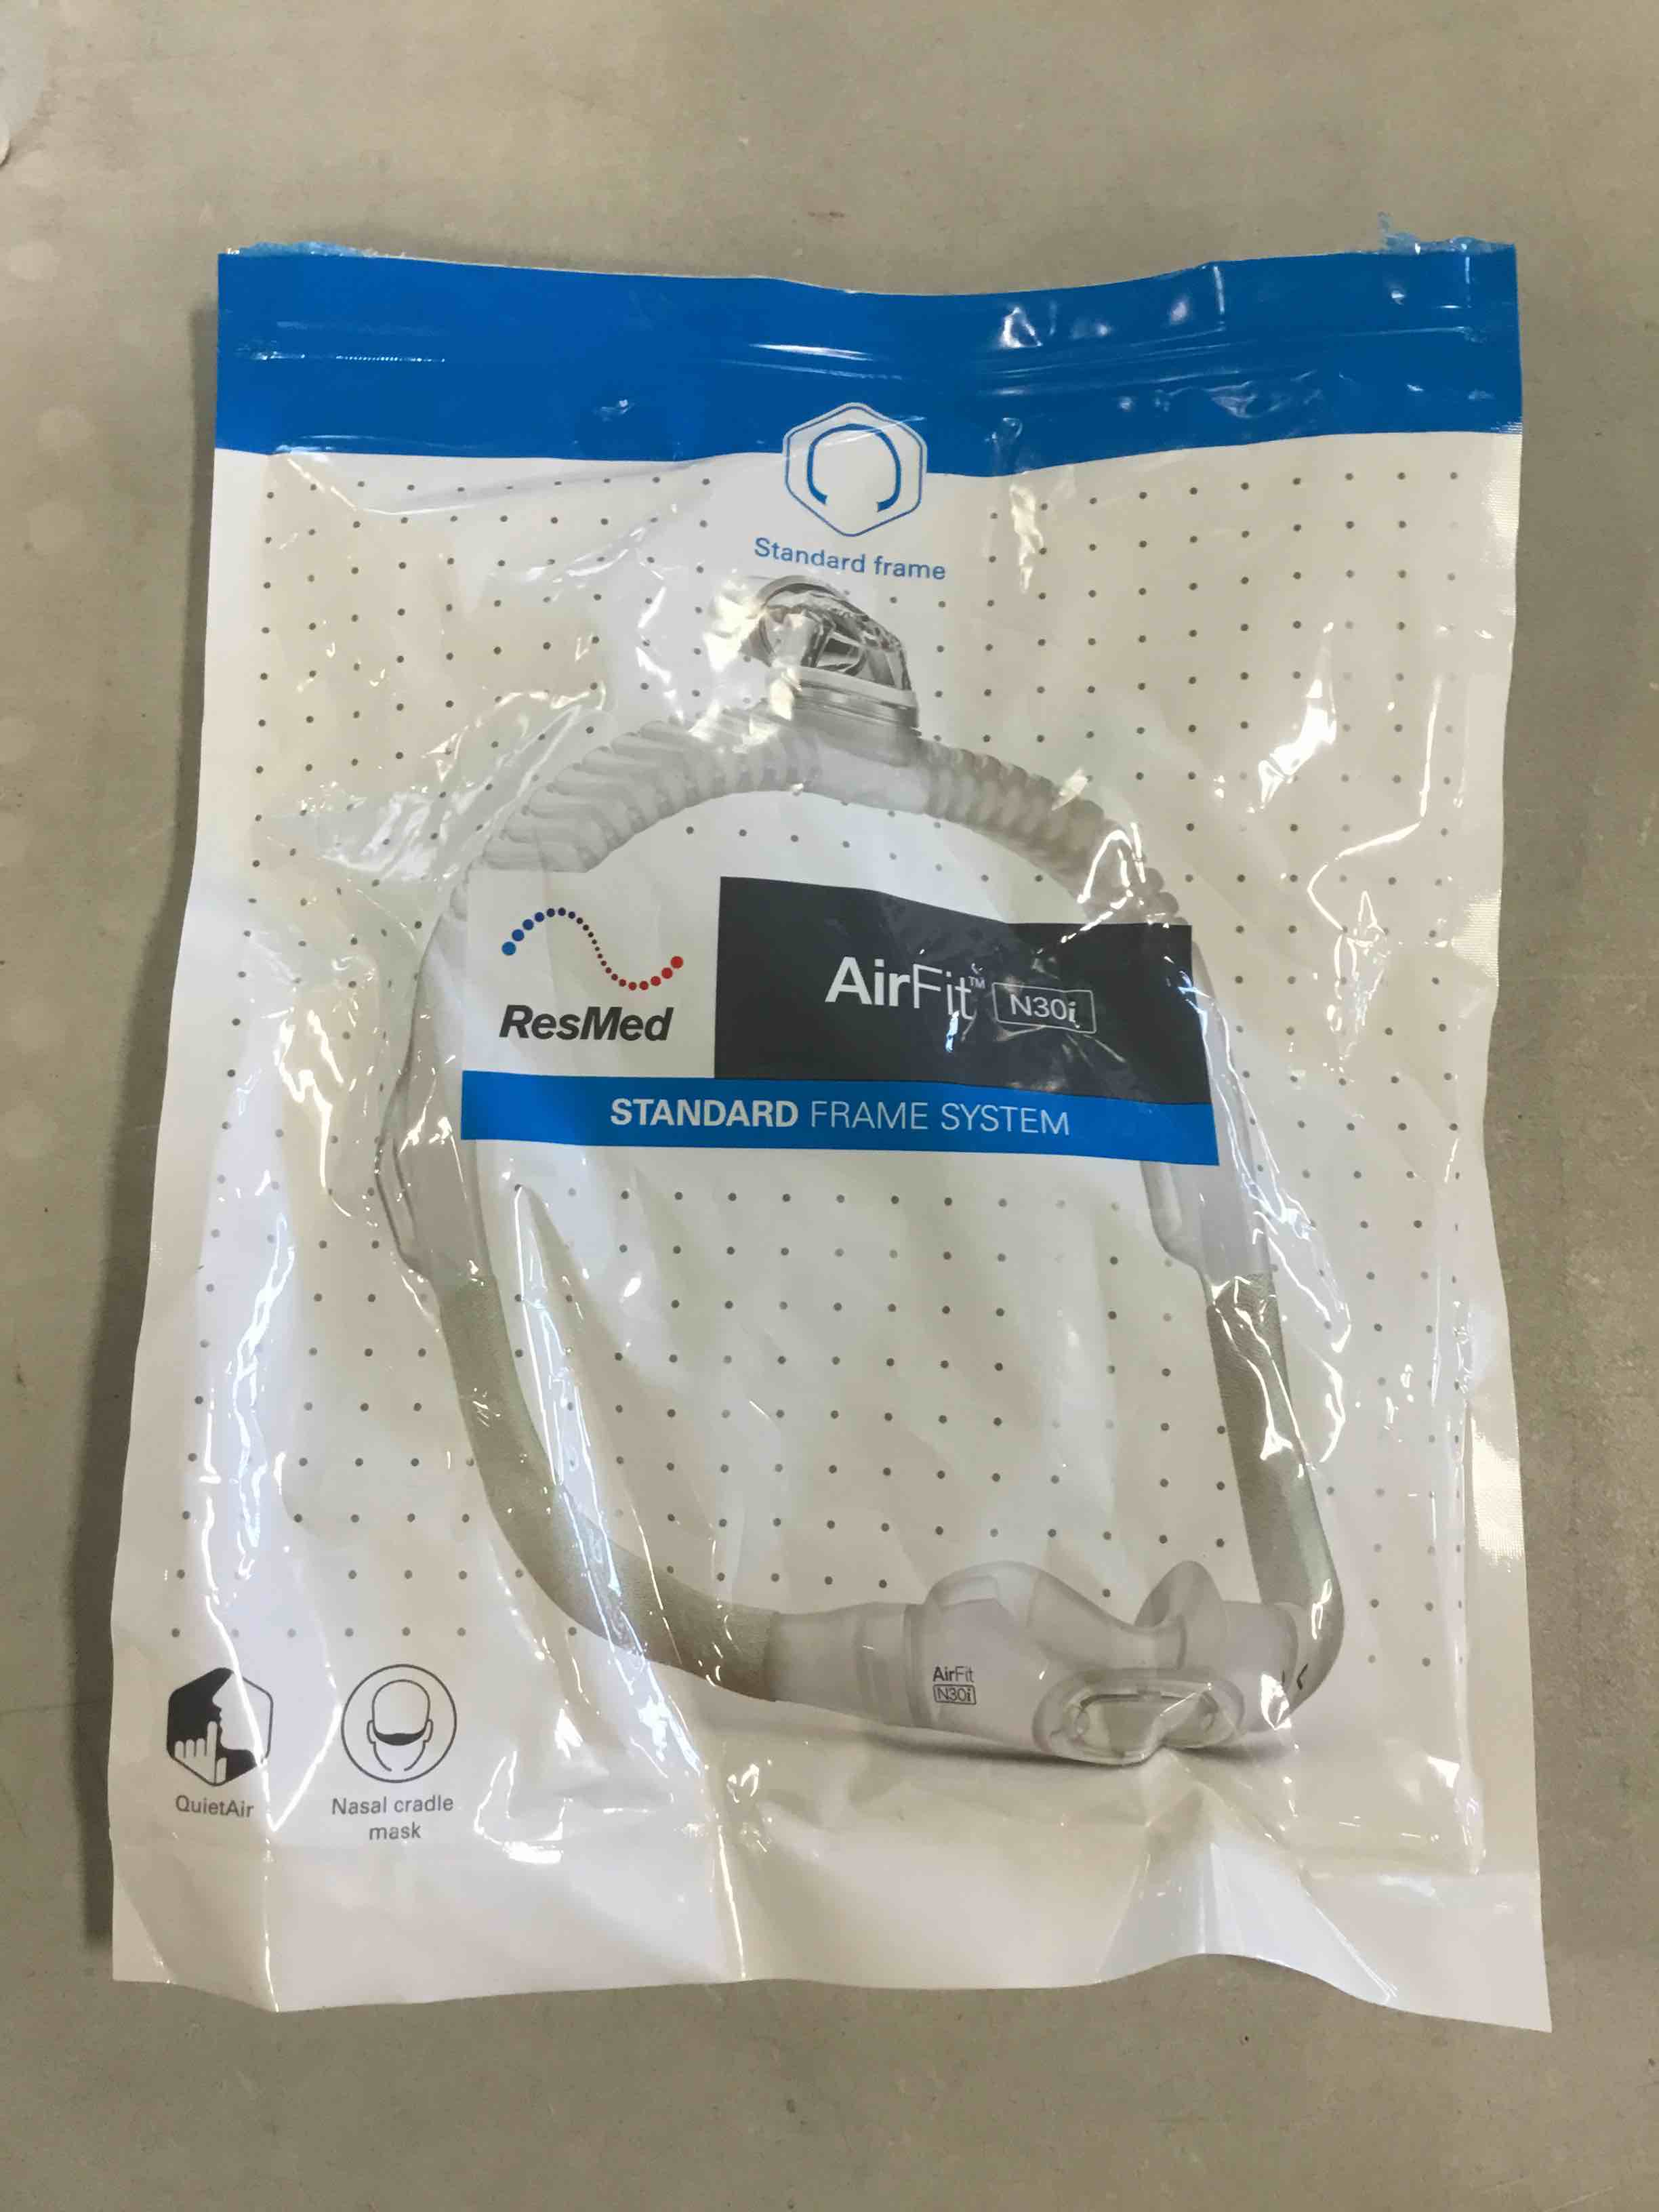 Standard frame
ResMed
AirFit™ N30i
STANDARD FRAME SYSTEM
AirFit
N30i
QuietAir
Nasal cradle
mask